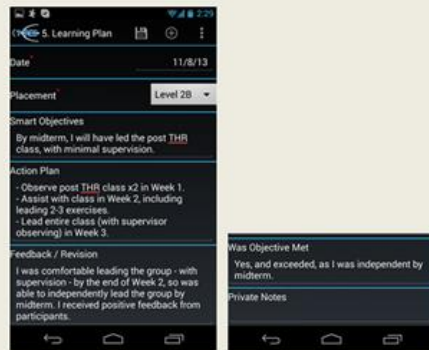 2:29
5. Learning Plan
Date*
11/8/13
Placement*
Level 2B
Smart Objectives
By midterm, I will have led the post THR
class, with minimal supervision.
Action Plan
- Observe post THR class x2 in Week 1.
- Assist with class in Week 2, including
leading 2-3 exercises.
- Lead entire class (with supervisor
observing) in Week 3.
Feedback / Revision
I was comfortable leading the group - with
supervision - by the end of Week 2, so was
able to independently lead the group by
midterm. I received positive feedback from
participants.
Was Objective Met
Yes, and exceeded, as I was independent by
midterm.
Private Notes